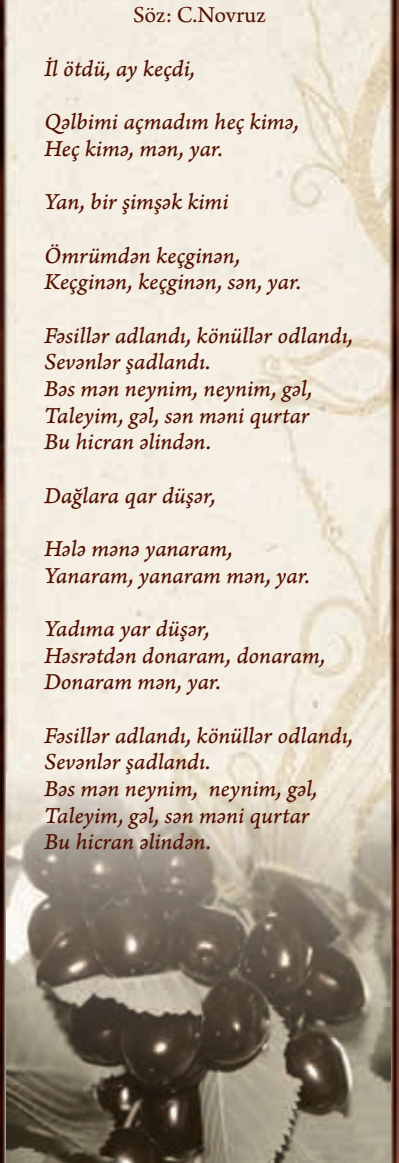 Söz: C.Novruz
İl ötdü, ay keçdi,
Qəlbimi açmadım heç kimə,
Heç kimə, mən, yar.
Yan, bir şimşək kimi
Ömrümdən keçginən,
Keçginən, keçginən, sən, yar.
Fəsillər adlandı, könüllər odlandı,
Sevənlər şadlandı.
Bəs mən neynim, neynim, gəl,
Taleyim, gəl, sən məni qurtar
Bu hicran əlindən.
Dağlara qar düşər,
Hələ mənə yanaram,
Yanaram, yanaram mən, yar.
Yadıma yar düşər,
Həsrətdən donaram, donaram,
Donaram mən, yar.
Fəsillər adlandı, könüllər odlandı,
Sevənlər şadlandı.
Bəs mən neynim, neynim, gəl,
Taleyim, gəl, sən məni qurtar
Bu hicran əlindən.